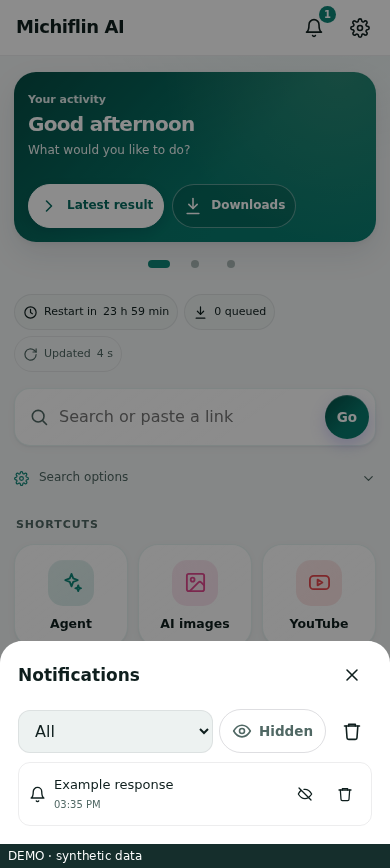 Michiflin AI
1
Your activity
Good afternoon
What would you like to do?
Latest result
Downloads
Restart in 23 h 59 min
0 queued
Updated 4 s
Search or paste a link
Go
Search options
SHORTCUTS
Agent
AI images
YouTube
Notifications
All
Hidden
Example response
03:35 PM
DEMO · synthetic data